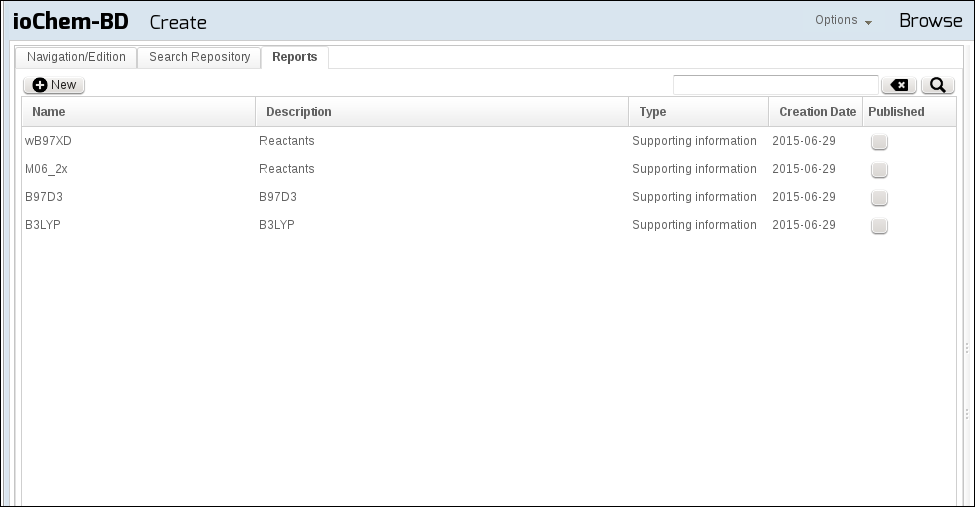 ioChem-BD Create Options Browse
Navigation/Edition Search Repository Reports
New
Name Description Type Creation Date Published
wB97XD Reactants Supporting information 2015-06-29
M06_2x Reactants Supporting information 2015-06-29
B97D3 B97D3 Supporting information 2015-06-29
B3LYP B3LYP Supporting information 2015-06-29